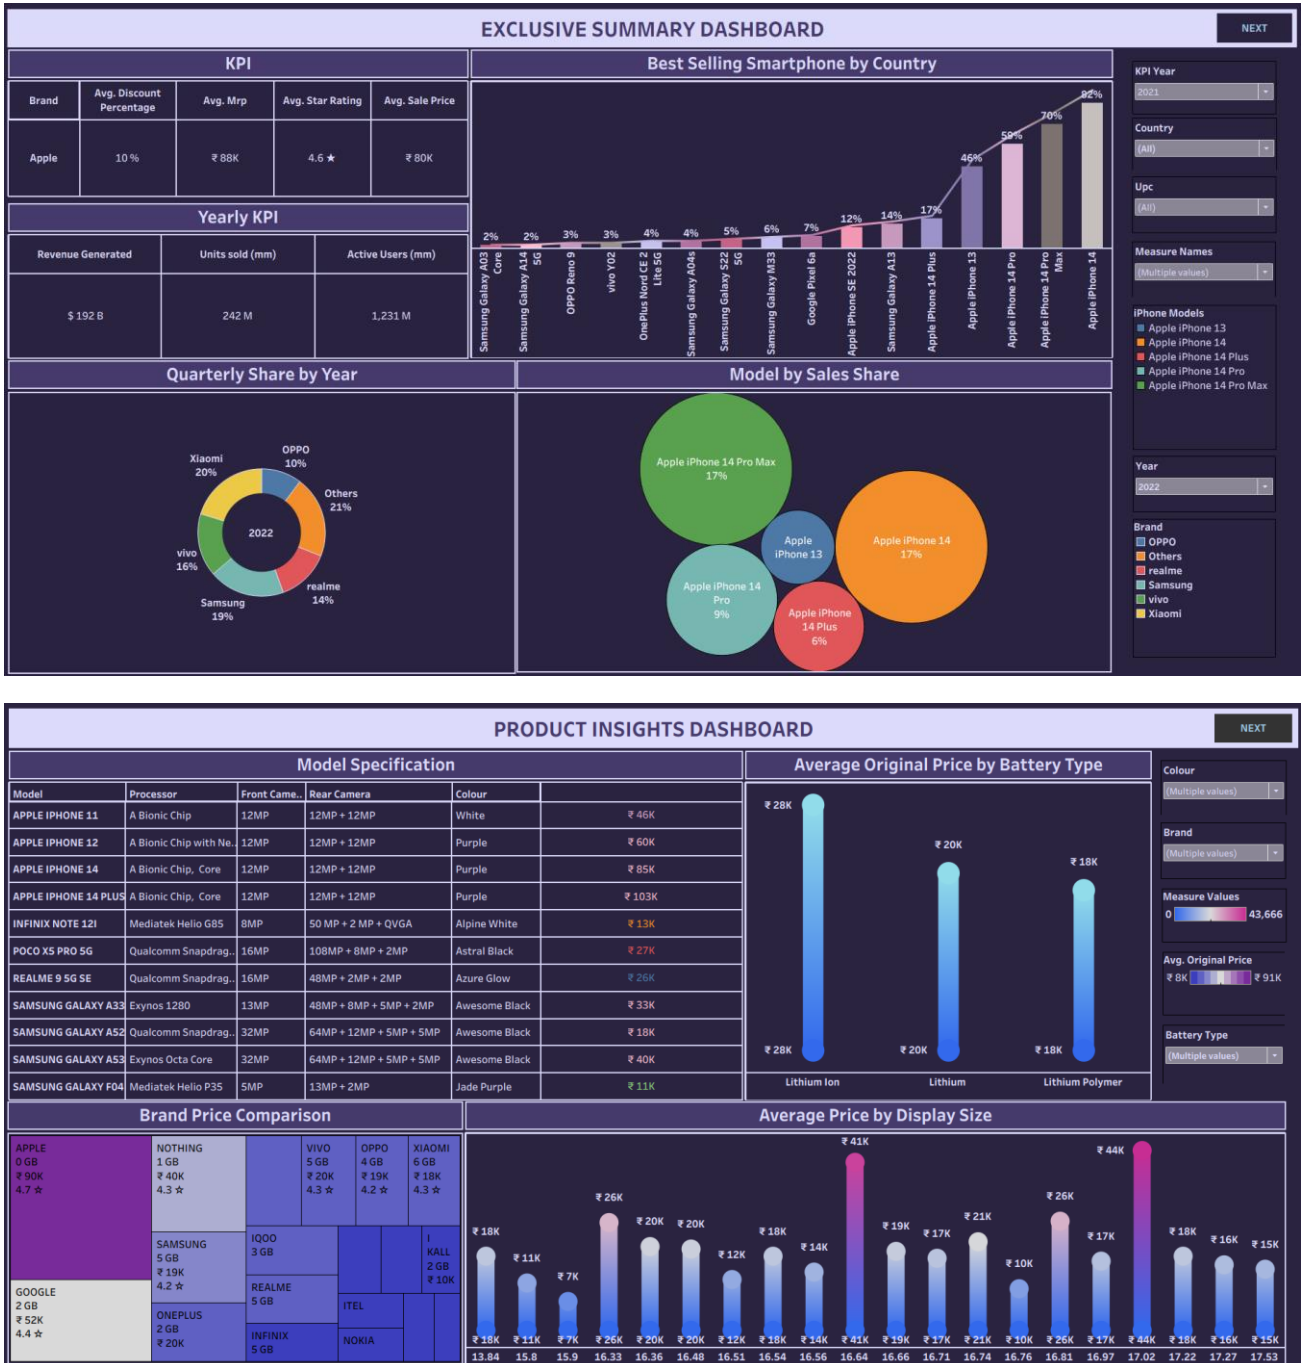 EXCLUSIVE SUMMARY DASHBOARD
NEXT
KPI
Brand
Avg. Discount
Percentage
Avg. Mrp
Avg. Star Rating
Avg. Sale Price
Apple
10 %
₹ 88K
4.6 ★
₹ 80K
Yearly KPI
Revenue Generated
Units sold (mm)
Active Users (mm)
$ 192 B
242 M
1,231 M
Best Selling Smartphone by Country
2%
2%
3%
3%
4%
4%
5%
6%
7%
12%
14%
17%
46%
59%
70%
82%
Samsung Galaxy A03
Core
Samsung Galaxy A14
5G
OPPO Reno 9
vivo Y02
OnePlus Nord CE 2
Lite 5G
Samsung Galaxy A04s
Samsung Galaxy S22
5G
Samsung Galaxy M33
Google Pixel 6a
Apple iPhone SE 2022
Samsung Galaxy A13
Apple iPhone 14 Plus
Apple iPhone 13
Apple iPhone 14 Pro
Apple iPhone 14 Pro
Max
Apple iPhone 14
KPI Year
2021
Country
(All)
Upc
(All)
Measure Names
(Multiple values)
iPhone Models
Apple iPhone 13
Apple iPhone 14
Apple iPhone 14 Plus
Apple iPhone 14 Pro
Apple iPhone 14 Pro Max
Year
2022
Brand
OPPO
Others
realme
Samsung
vivo
Xiaomi
Quarterly Share by Year
OPPO
10%
Others
21%
realme
14%
Samsung
19%
vivo
16%
Xiaomi
20%
2022
Model by Sales Share
Apple iPhone 14 Pro Max
17%
Apple
iPhone 13
Apple iPhone 14
17%
Apple iPhone 14
Pro
9%
Apple iPhone
14 Plus
6%
PRODUCT INSIGHTS DASHBOARD
NEXT
Model Specification
Model Processor Front Came.. Rear Camera Colour
APPLE IPHONE 11 A Bionic Chip 12MP 12MP + 12MP White ₹ 46K
APPLE IPHONE 12 A Bionic Chip with Ne.. 12MP 12MP + 12MP Purple ₹ 60K
APPLE IPHONE 14 A Bionic Chip, Core 12MP 12MP + 12MP Purple ₹ 85K
APPLE IPHONE 14 PLUS A Bionic Chip, Core 12MP 12MP + 12MP Purple ₹ 103K
INFINIX NOTE 12I Mediatek Helio G85 8MP 50 MP + 2 MP + QVGA Alpine White ₹ 13K
POCO X5 PRO 5G Qualcomm Snapdrag.. 16MP 108MP + 8MP + 2MP Astral Black ₹ 27K
REALME 9 5G SE Qualcomm Snapdrag.. 16MP 48MP + 2MP + 2MP Azure Glow ₹ 26K
SAMSUNG GALAXY A33 Exynos 1280 13MP 48MP + 8MP + 5MP + 2MP Awesome Black ₹ 33K
SAMSUNG GALAXY A52 Qualcomm Snapdrag.. 32MP 64MP + 12MP + 5MP + 5MP Awesome Black ₹ 18K
SAMSUNG GALAXY A53 Exynos Octa Core 32MP 64MP + 12MP + 5MP + 5MP Awesome Black ₹ 40K
SAMSUNG GALAXY F04 Mediatek Helio P35 5MP 13MP + 2MP Jade Purple ₹ 11K
Average Original Price by Battery Type
₹ 28K
₹ 20K
₹ 18K
₹ 28K
₹ 20K
₹ 18K
Lithium Ion
Lithium
Lithium Polymer
Colour
(Multiple values)
Brand
(Multiple values)
Measure Values
0 43,666
Avg. Original Price
₹ 8K ₹ 91K
Battery Type
(Multiple values)
Brand Price Comparison
APPLE
0 GB
₹ 90K
4.7 ☆
GOOGLE
2 GB
₹ 52K
4.4 ☆
NOTHING
1 GB
₹ 40K
4.3 ☆
SAMSUNG
5 GB
₹ 19K
4.2 ☆
ONEPLUS
2 GB
₹ 20K
VIVO
5 GB
₹ 20K
4.3 ☆
OPPO
4 GB
₹ 19K
4.2 ☆
XIAOMI
6 GB
₹ 18K
4.3 ☆
IQOO
3 GB
REALME
5 GB
INFINIX
5 GB
I
KALL
2 GB
₹ 10K
ITEL
NOKIA
Average Price by Display Size
₹ 18K
₹ 11K
₹ 7K
₹ 26K
₹ 20K
₹ 20K
₹ 12K
₹ 18K
₹ 14K
₹ 41K
₹ 19K
₹ 17K
₹ 21K
₹ 10K
₹ 26K
₹ 17K
₹ 44K
₹ 18K
₹ 16K
₹ 15K
₹ 18K ₹ 11K ₹ 7K ₹ 26K ₹ 20K ₹ 20K ₹ 12K ₹ 18K ₹ 14K ₹ 41K ₹ 19K ₹ 17K ₹ 21K ₹ 10K ₹ 26K ₹ 17K ₹ 44K ₹ 18K ₹ 16K ₹ 15K
13.84 15.8 15.9 16.33 16.36 16.48 16.51 16.54 16.56 16.64 16.66 16.71 16.74 16.76 16.81 16.97 17.02 17.22 17.27 17.53